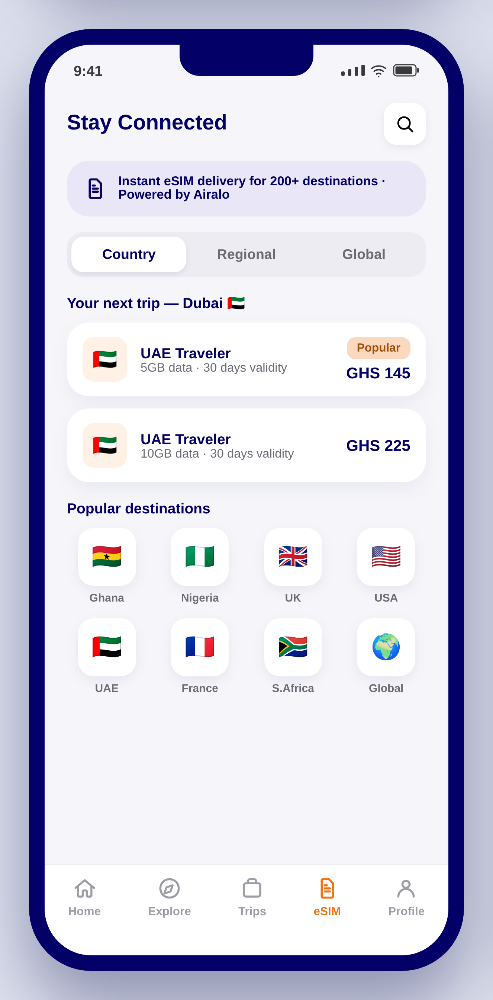 9:41
Stay Connected
Instant eSIM delivery for 200+ destinations ·
Powered by Airalo
Country Regional Global
Your next trip — Dubai 🇦🇪
UAE Traveler
5GB data · 30 days validity
Popular
GHS 145
UAE Traveler
10GB data · 30 days validity
GHS 225
Popular destinations
Ghana Nigeria UK USA
UAE France S.Africa Global
Home Explore Trips eSIM Profile